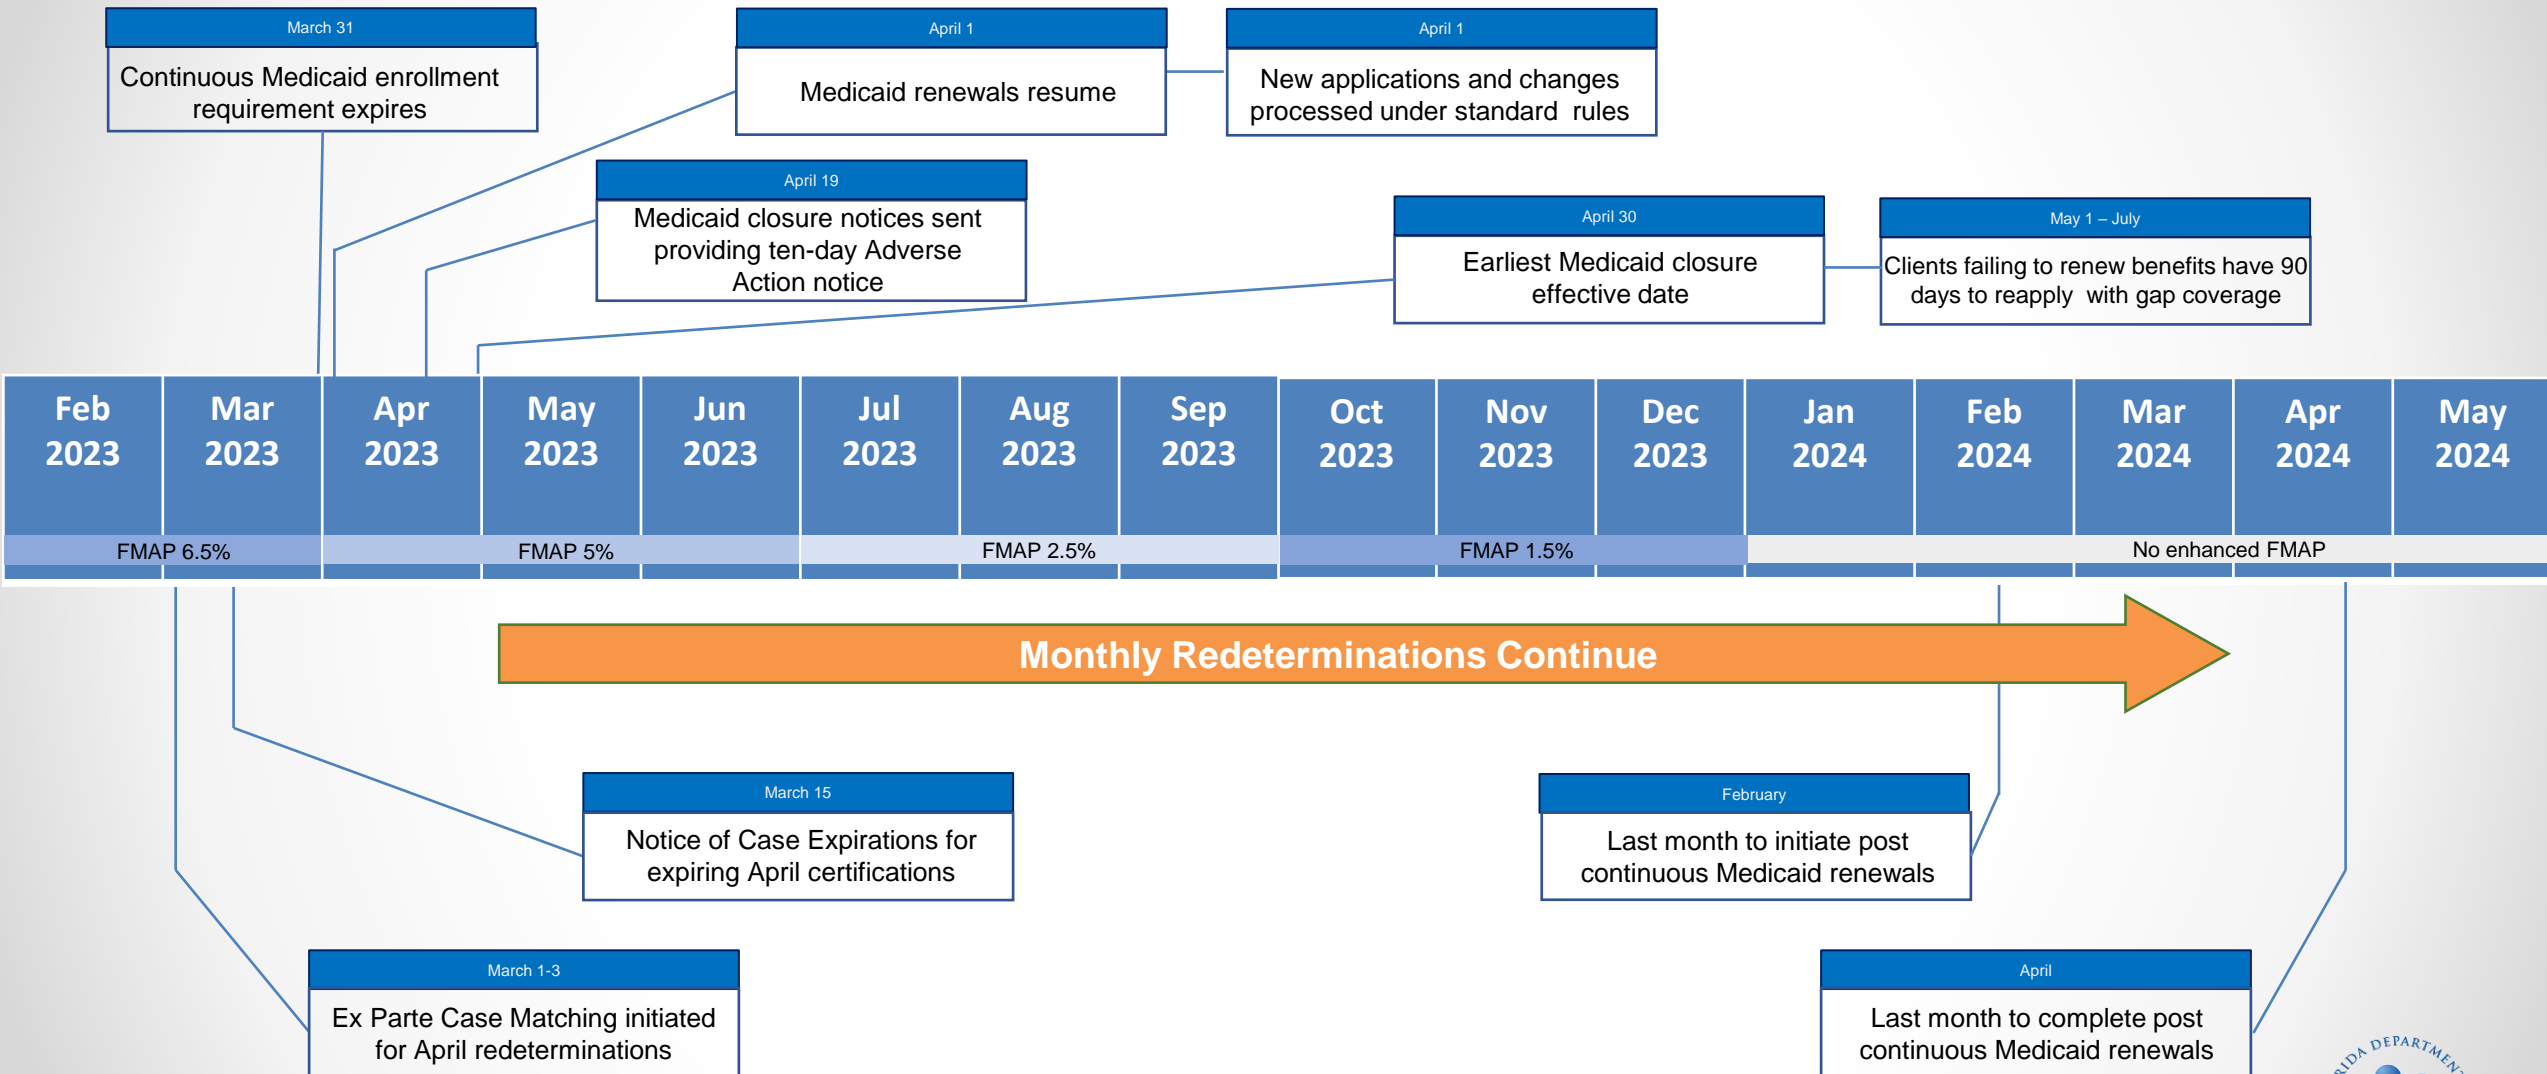 March 31
Continuous Medicaid enrollment
requirement expires
April 1
Medicaid renewals resume
April 1
New applications and changes
processed under standard rules
April 19
Medicaid closure notices sent
providing ten-day Adverse
Action notice
April 30
Earliest Medicaid closure
effective date
May 1 – July
Clients failing to renew benefits have 90
days to reapply with gap coverage
Feb
2023
Mar
2023
Apr
2023
May
2023
Jun
2023
Jul
2023
Aug
2023
Sep
2023
Oct
2023
Nov
2023
Dec
2023
Jan
2024
Feb
2024
Mar
2024
Apr
2024
May
2024
FMAP 6.5%
FMAP 5%
FMAP 2.5%
FMAP 1.5%
No enhanced FMAP
Monthly Redeterminations Continue
March 15
Notice of Case Expirations for
expiring April certifications
February
Last month to initiate post
continuous Medicaid renewals
March 1-3
Ex Parte Case Matching initiated
for April redeterminations
April
Last month to complete post
continuous Medicaid renewals